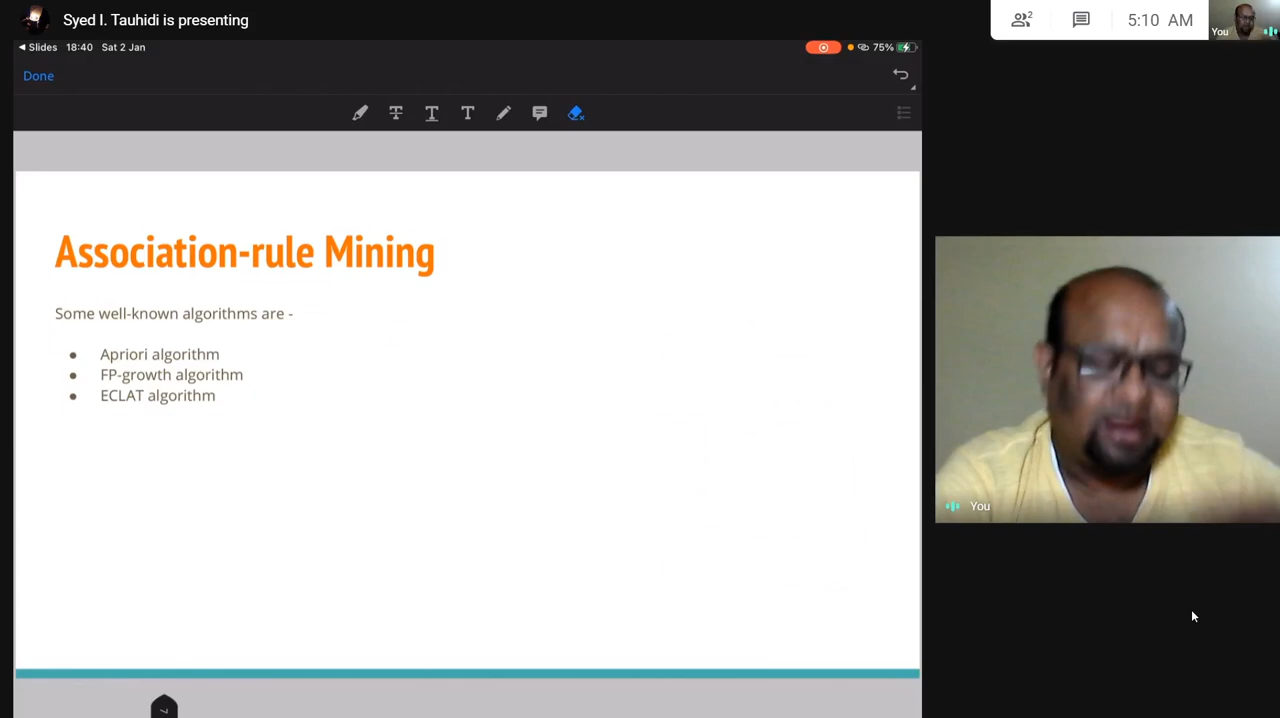 Syed I. Tauhidi is presenting
2
5:10 AM
You
Slides 18:40 Sat 2 Jan
75%
Done
T T T
Association-rule Mining
Some well-known algorithms are -
● Apriori algorithm
● FP-growth algorithm
● ECLAT algorithm
You